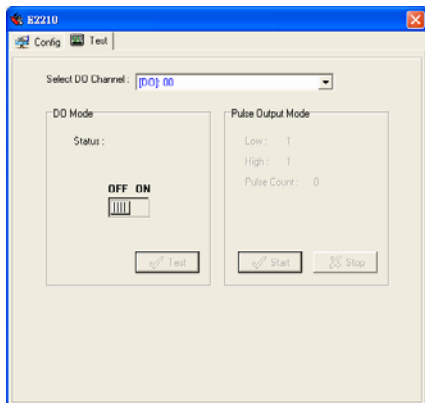 E2210
Config Test
Select DO Channel : [DO]: 00
DO Mode
Status :
OFF ON
Test
Pulse Output Mode
Low : 1
High : 1
Pulse Count : 0
Start Stop